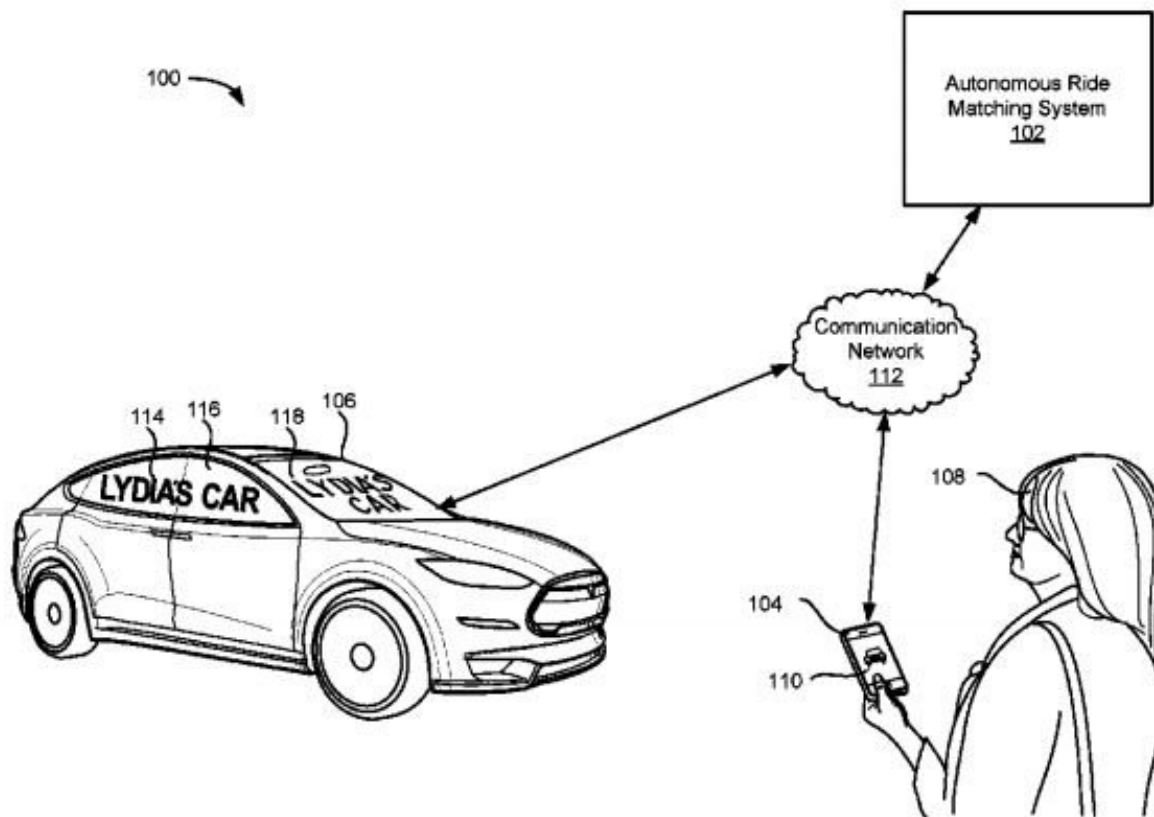 100
Autonomous Ride
Matching System
102
Communication
Network
112
114
116
118
106
LYDIA'S CAR
LYDIA'S
CAR
108
104
110